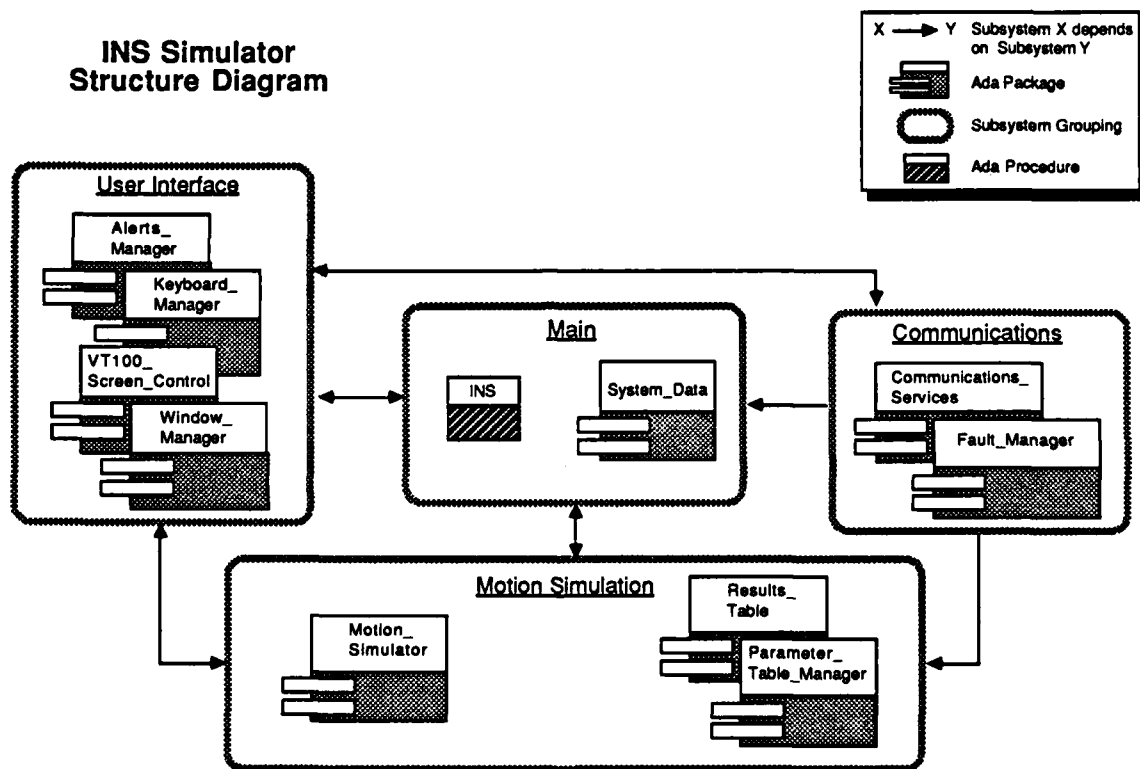 INS Simulator
Structure Diagram
X Y Subsystem X depends
on Subsystem Y
Ada Package
Subsystem Grouping
Ada Procedure
User Interface
Alerts_
Manager
Keyboard_
Manager
VT100_
Screen_Control
Window_
Manager
Main
INS
System_Data
Communications
Communications_
Services
Fault_Manager
Motion Simulation
Motion_
Simulator
Results_
Table
Parameter_
Table_Manager